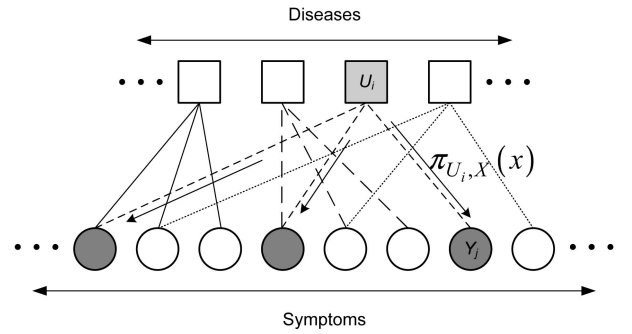 Diseases
• • • U_i • • •
π_{U_i,X}(x)
• • • Y_j • • •
Symptoms